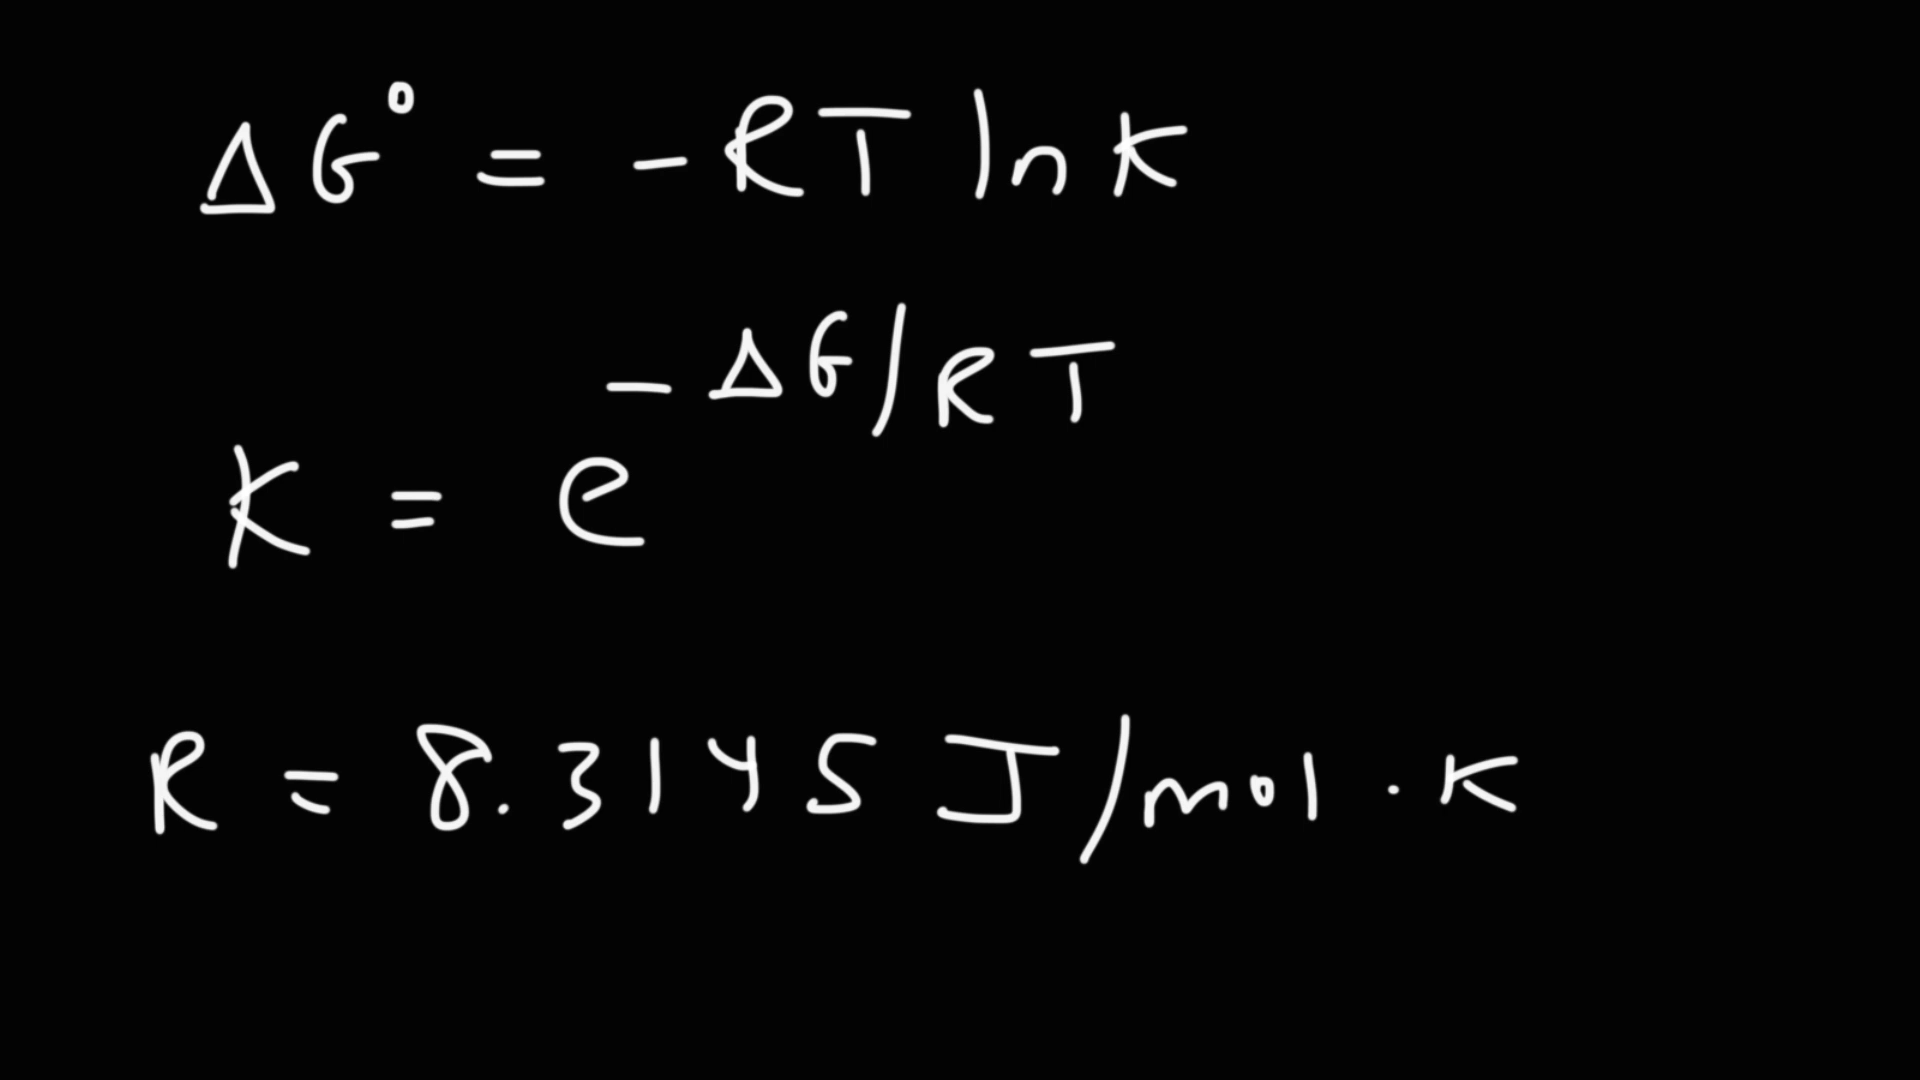 ΔG° = -RT ln K
K = e^-ΔG/RT
R = 8.3145 J/mol·K